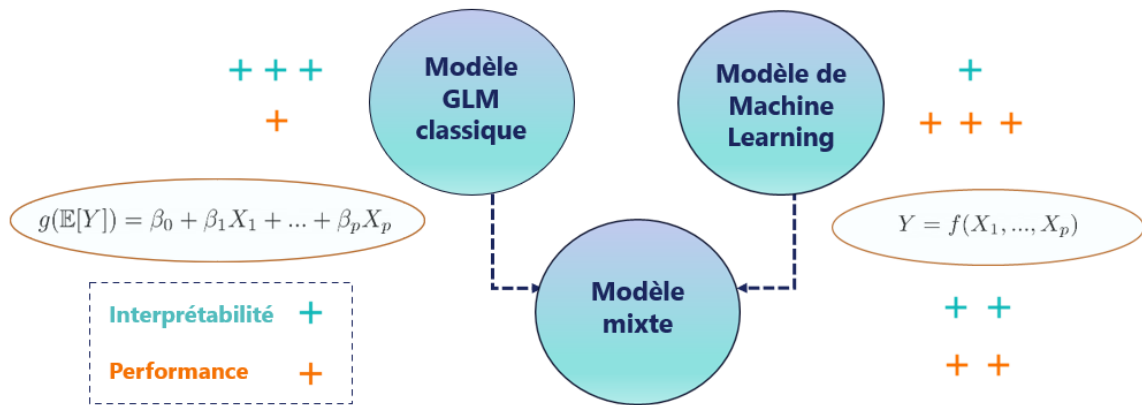 + + +
+
Modèle
GLM
classique
Modèle de
Machine
Learning
+
+ + +
g(𝔼[Y]) = β₀ + β₁X₁ + ... + βₚXₚ
Y = f(X₁, ..., Xₚ)
Modèle
mixte
Interprétabilité +
Performance +
+ +
+ +